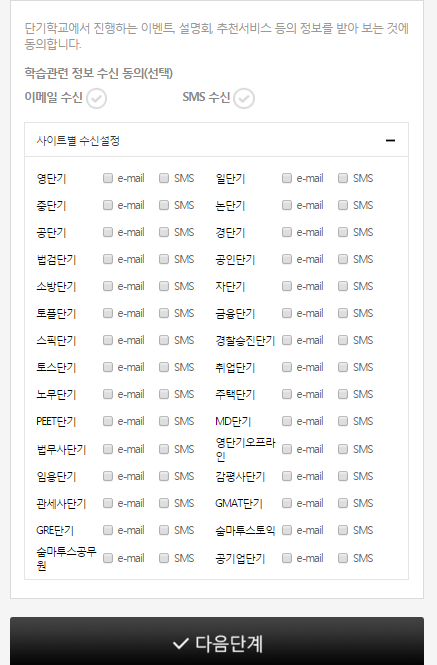 단기학교에서 진행하는 이벤트, 설명회, 추천서비스 등의 정보를 받아 보는 것에
동의합니다.
학습관련 정보 수신 동의(선택)
이메일 수신 SMS 수신
사이트별 수신설정
영단기 e-mail SMS 일단기 e-mail SMS
중단기 e-mail SMS 논단기 e-mail SMS
공단기 e-mail SMS 경단기 e-mail SMS
법검단기 e-mail SMS 공인단기 e-mail SMS
소방단기 e-mail SMS 자단기 e-mail SMS
토플단기 e-mail SMS 금융단기 e-mail SMS
스픽단기 e-mail SMS 경찰승진단기 e-mail SMS
토스단기 e-mail SMS 취업단기 e-mail SMS
노무단기 e-mail SMS 주택단기 e-mail SMS
PEET단기 e-mail SMS MD단기 e-mail SMS
법무사단기 e-mail SMS 영단기오프라
인 e-mail SMS
임용단기 e-mail SMS 감평사단기 e-mail SMS
관세사단기 e-mail SMS GMAT단기 e-mail SMS
GRE단기 e-mail SMS 숨마투스토익 e-mail SMS
숨마투스공무
원 e-mail SMS 공기업단기 e-mail SMS
다음단계